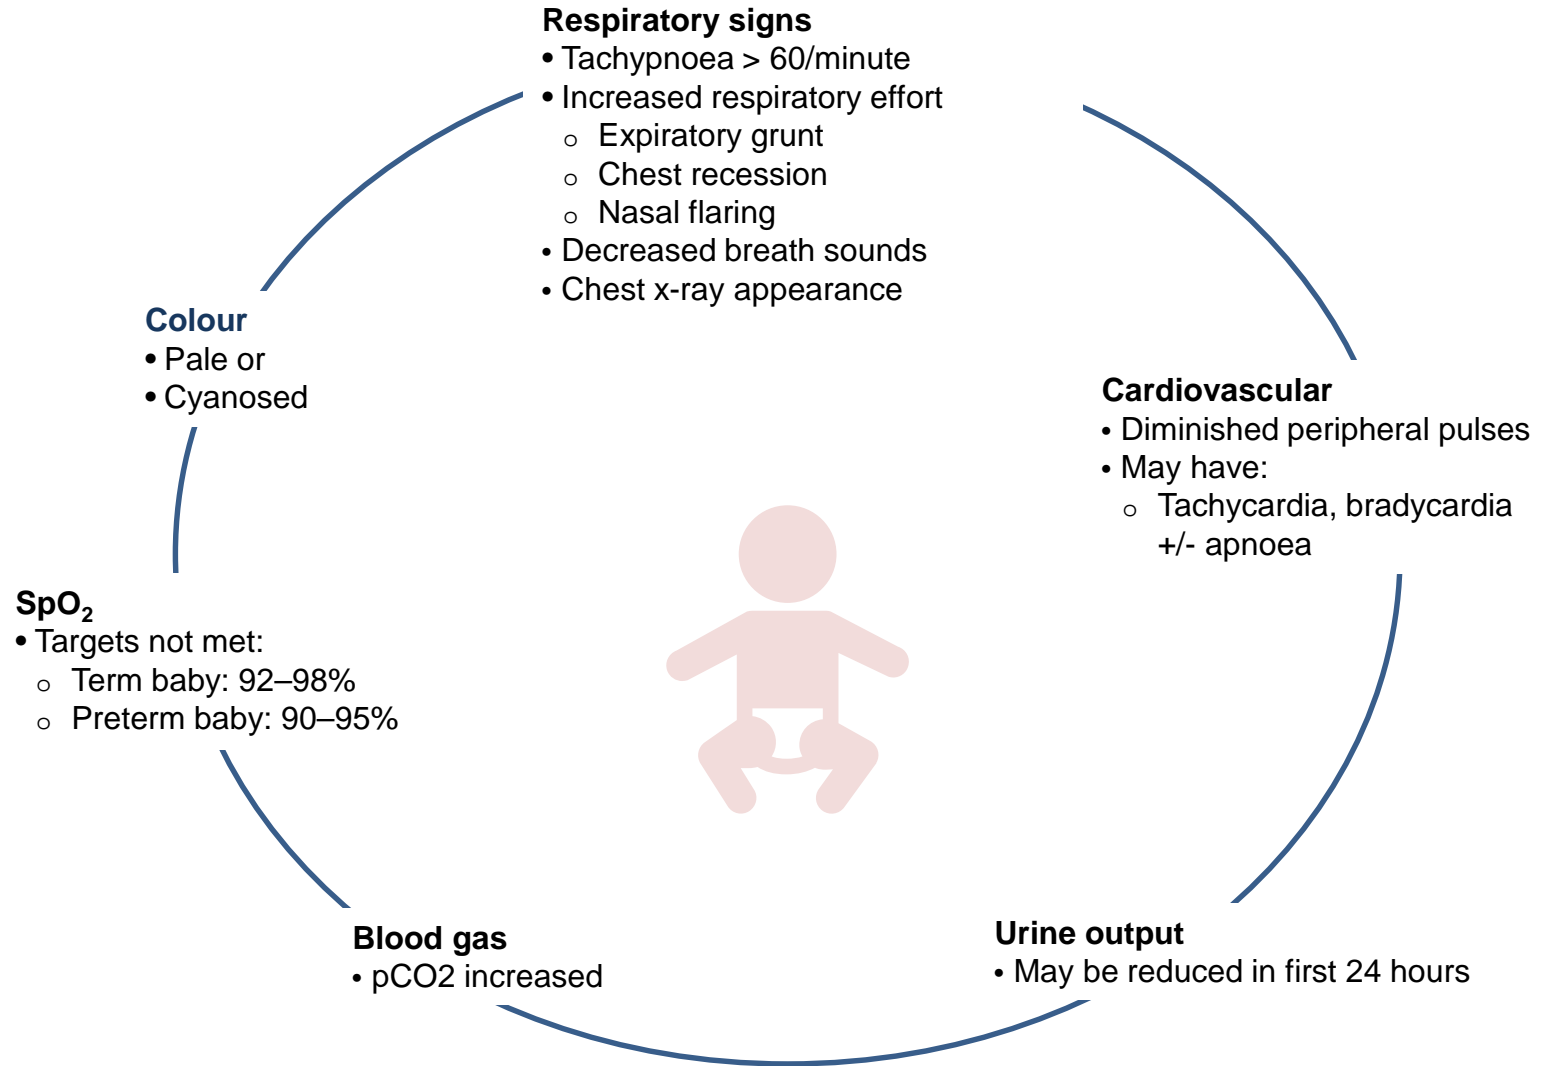 Respiratory signs
• Tachypnoea > 60/minute
• Increased respiratory effort
o Expiratory grunt
o Chest recession
o Nasal flaring
• Decreased breath sounds
• Chest x-ray appearance
Colour
• Pale or
• Cyanosed
Cardiovascular
• Diminished peripheral pulses
• May have:
o Tachycardia, bradycardia
+/- apnoea
SpO₂
• Targets not met:
o Term baby: 92–98%
o Preterm baby: 90–95%
Blood gas
• pCO2 increased
Urine output
• May be reduced in first 24 hours